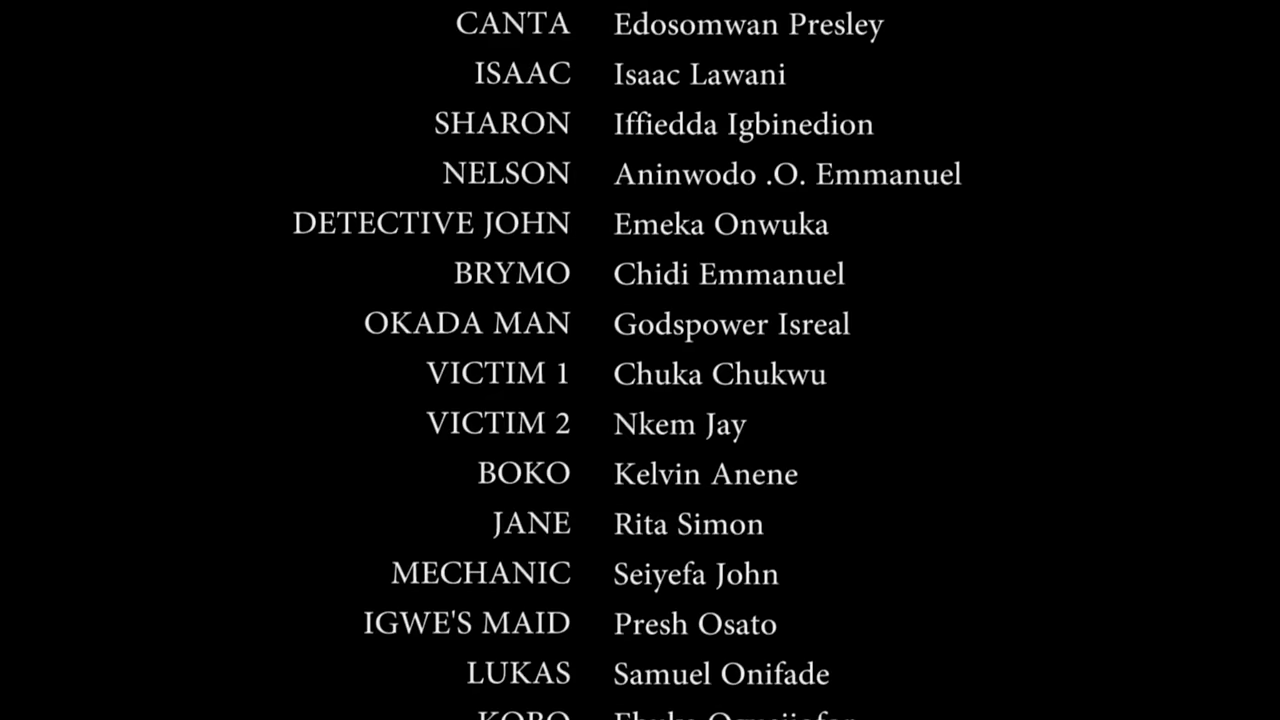 CANTA Edosomwan Presley
ISAAC Isaac Lawani
SHARON Iffiedda Igbinedion
NELSON Aninwodo .O. Emmanuel
DETECTIVE JOHN Emeka Onwuka
BRYMO Chidi Emmanuel
OKADA MAN Godspower Isreal
VICTIM 1 Chuka Chukwu
VICTIM 2 Nkem Jay
BOKO Kelvin Anene
JANE Rita Simon
MECHANIC Seiyefa John
IGWE'S MAID Presh Osato
LUKAS Samuel Onifade